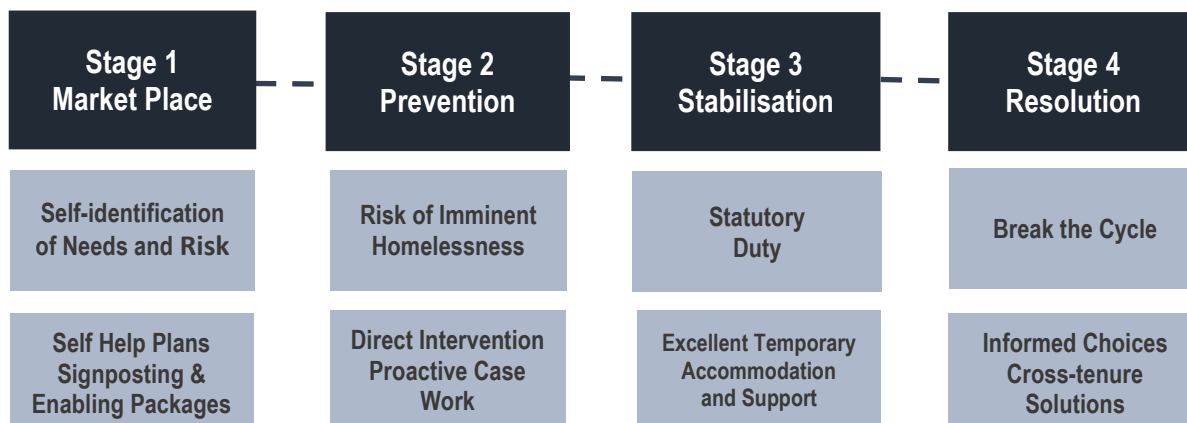 Stage 1
Market Place
Stage 2
Prevention
Stage 3
Stabilisation
Stage 4
Resolution
Self-identification
of Needs and Risk
Risk of Imminent
Homelessness
Statutory
Duty
Break the Cycle
Self Help Plans
Signposting &
Enabling Packages
Direct Intervention
Proactive Case
Work
Excellent Temporary
Accommodation
and Support
Informed Choices
Cross-tenure
Solutions